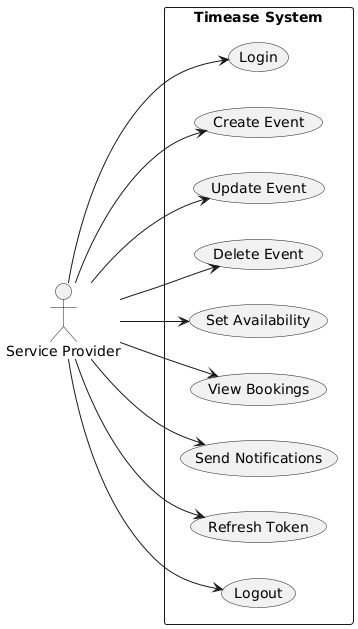 Timease System
Login
Create Event
Update Event
Delete Event
Set Availability
Service Provider
View Bookings
Send Notifications
Refresh Token
Logout